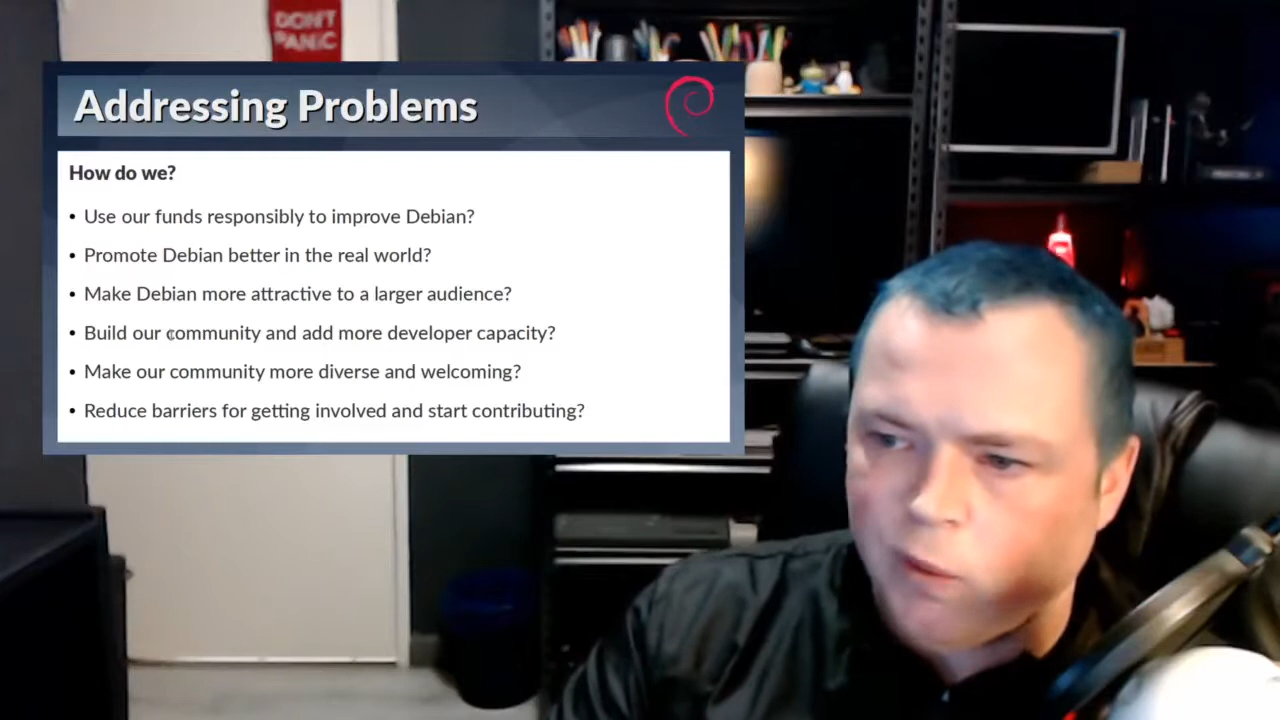 DON'T
PANIC
Addressing Problems
How do we?
• Use our funds responsibly to improve Debian?
• Promote Debian better in the real world?
• Make Debian more attractive to a larger audience?
• Build our community and add more developer capacity?
• Make our community more diverse and welcoming?
• Reduce barriers for getting involved and start contributing?